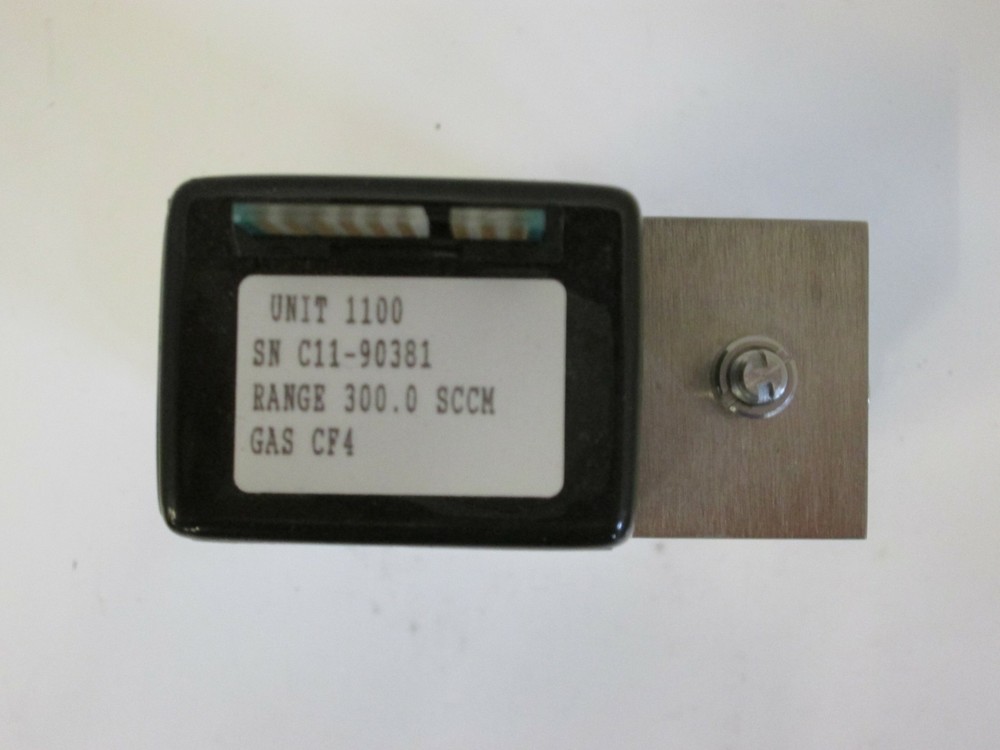 UNIT 1100
SN C11-90381
RANGE 300.0 SCCM
GAS CF4